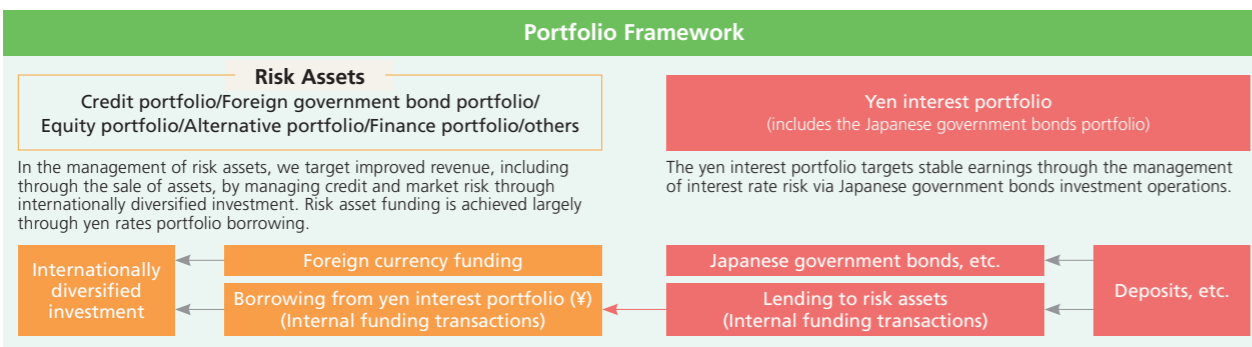 Portfolio Framework
Risk Assets
Credit portfolio/Foreign government bond portfolio/
Equity portfolio/Alternative portfolio/Finance portfolio/others
In the management of risk assets, we target improved revenue, including
through the sale of assets, by managing credit and market risk through
internationally diversified investment. Risk asset funding is achieved largely
through yen rates portfolio borrowing.
Yen interest portfolio
(includes the Japanese government bonds portfolio)
The yen interest portfolio targets stable earnings through the management
of interest rate risk via Japanese government bonds investment operations.
Internationally
diversified
investment
Foreign currency funding
Borrowing from yen interest portfolio (¥)
(Internal funding transactions)
Japanese government bonds, etc.
Lending to risk assets
(Internal funding transactions)
Deposits, etc.